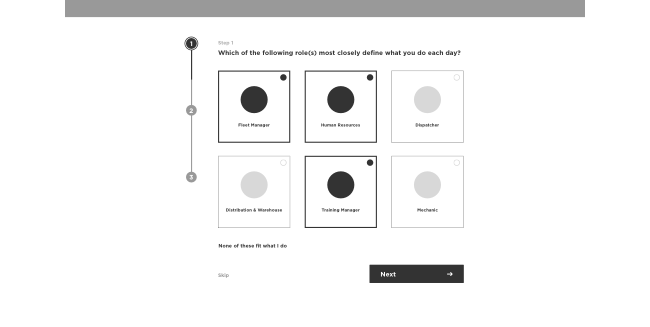 1
Step 1
Which of the following role(s) most closely define what you do each day?
Fleet Manager
Human Resources
Dispatcher
2
Distribution & Warehouse
Training Manager
Mechanic
3
None of these fit what I do
Skip
Next